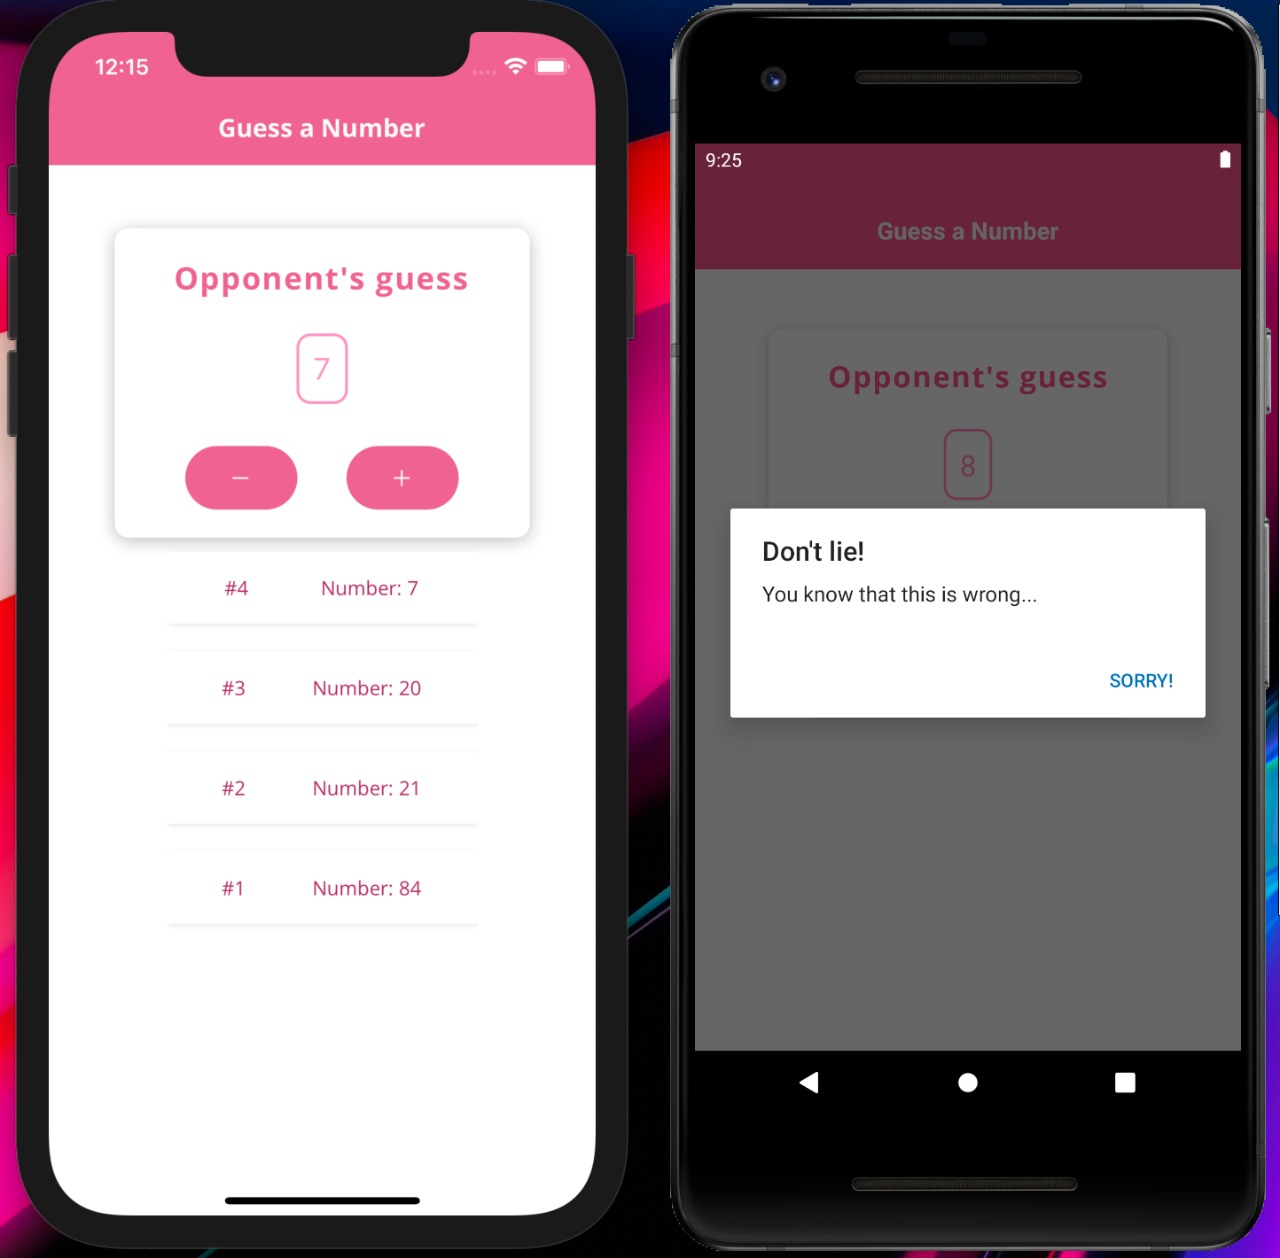 12:15
Guess a Number
Opponent's guess
7
− +
#4 Number: 7
#3 Number: 20
#2 Number: 21
#1 Number: 84
9:25
Guess a Number
Opponent's guess
8
Don't lie!
You know that this is wrong...
SORRY!